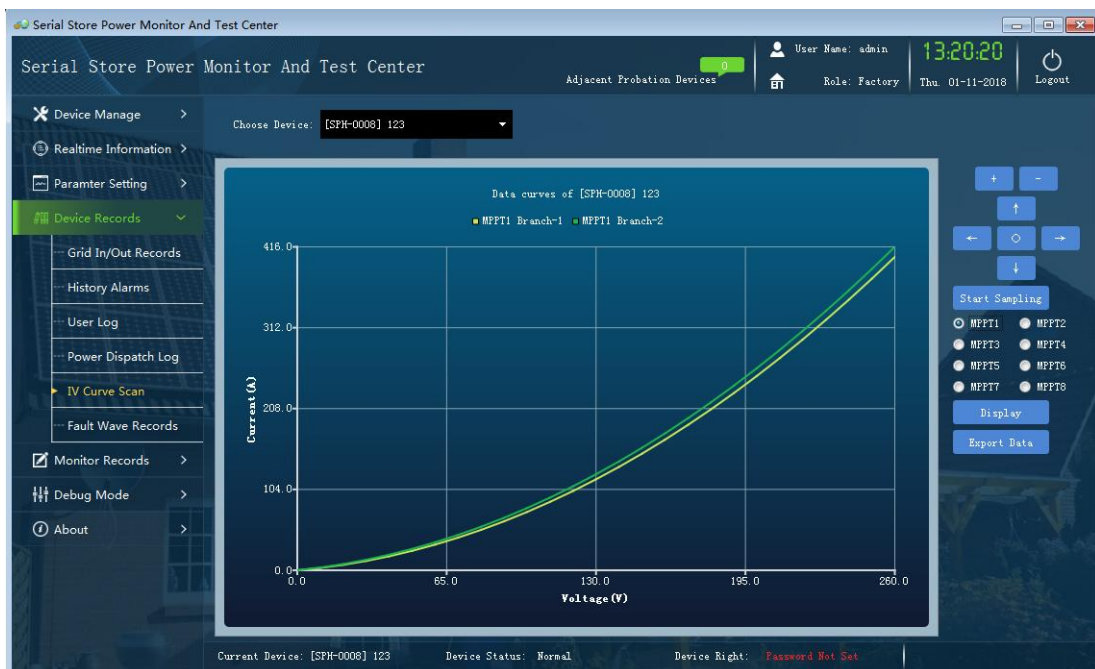 Serial Store Power Monitor And Test Center
Serial Store Power Monitor And Test Center
Adjacent Probation Devices
0
User Name: admin
Role: Factory
13:20:20
Thu. 01-11-2018
Logout
Device Manage
Realtime Information
Paramter Setting
Device Records
Grid In/Out Records
History Alarms
User Log
Power Dispatch Log
IV Curve Scan
Fault Wave Records
Monitor Records
Debug Mode
About
Choose Device: [SPH-0008] 123
Data curves of [SPH-0008] 123
MPPT1 Branch-1 MPPT1 Branch-2
416.0
312.0
208.0
104.0
0.0
Current(A)
0.0 65.0 130.0 195.0 260.0
Voltage(V)
+ -
↑
← ○ →
↓
Start Sampling
MPPT1 MPPT2
MPPT3 MPPT4
MPPT5 MPPT6
MPPT7 MPPT8
Display
Export Data
Current Device: [SPH-0008] 123 Device Status: Normal Device Right: Password Not Set